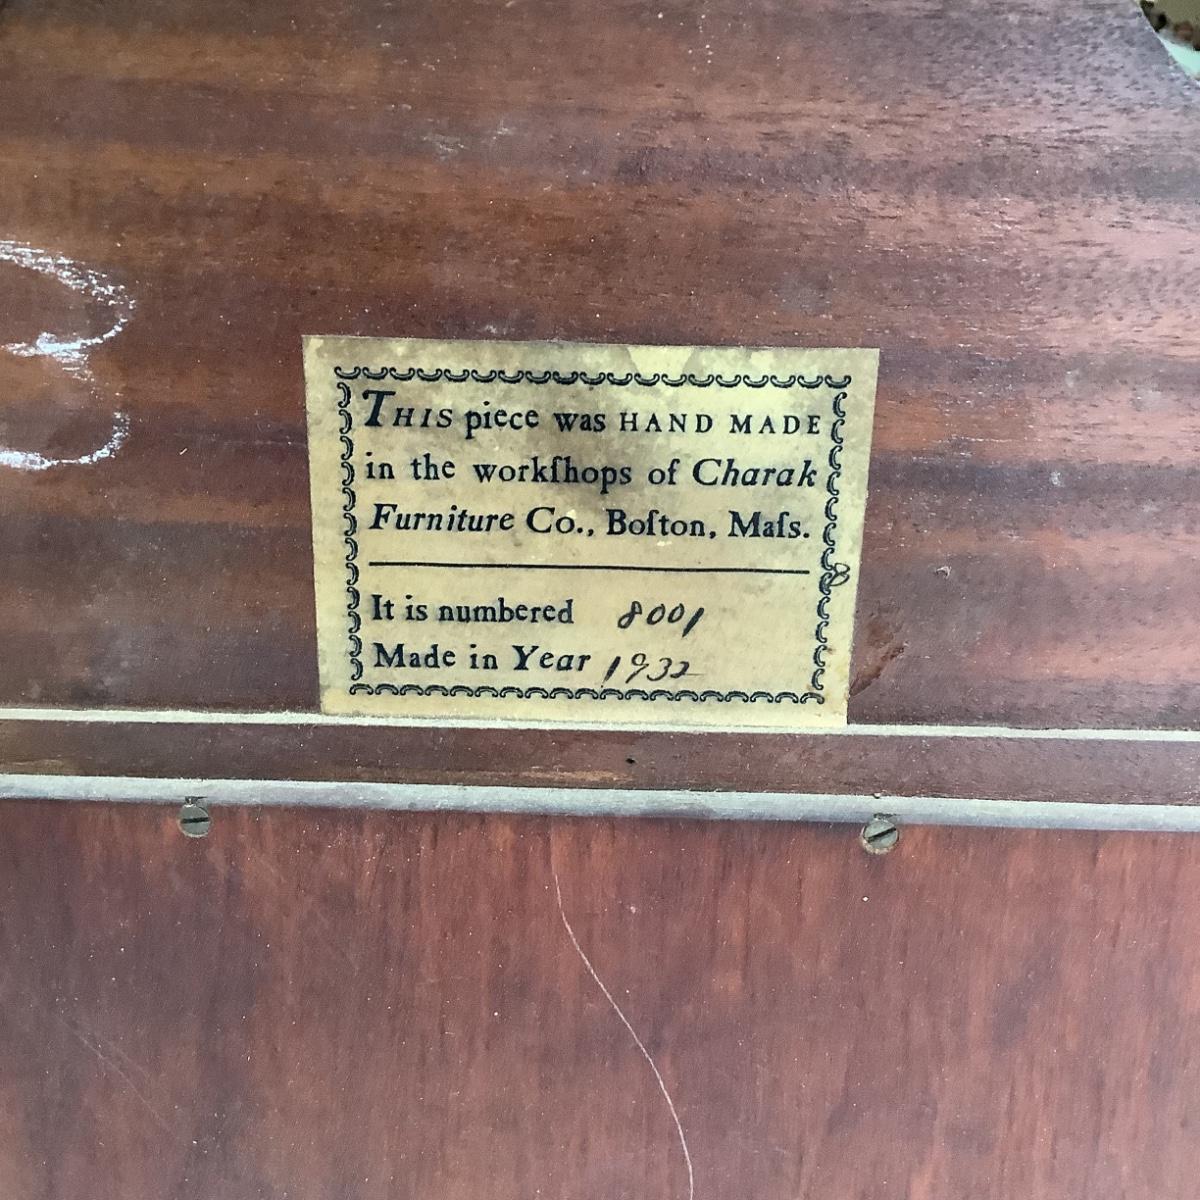 THIS piece was HAND MADE
in the workſhops of Charak
Furniture Co., Boſton, Maſs.
8
It is numbered 8001
Made in Year 1932